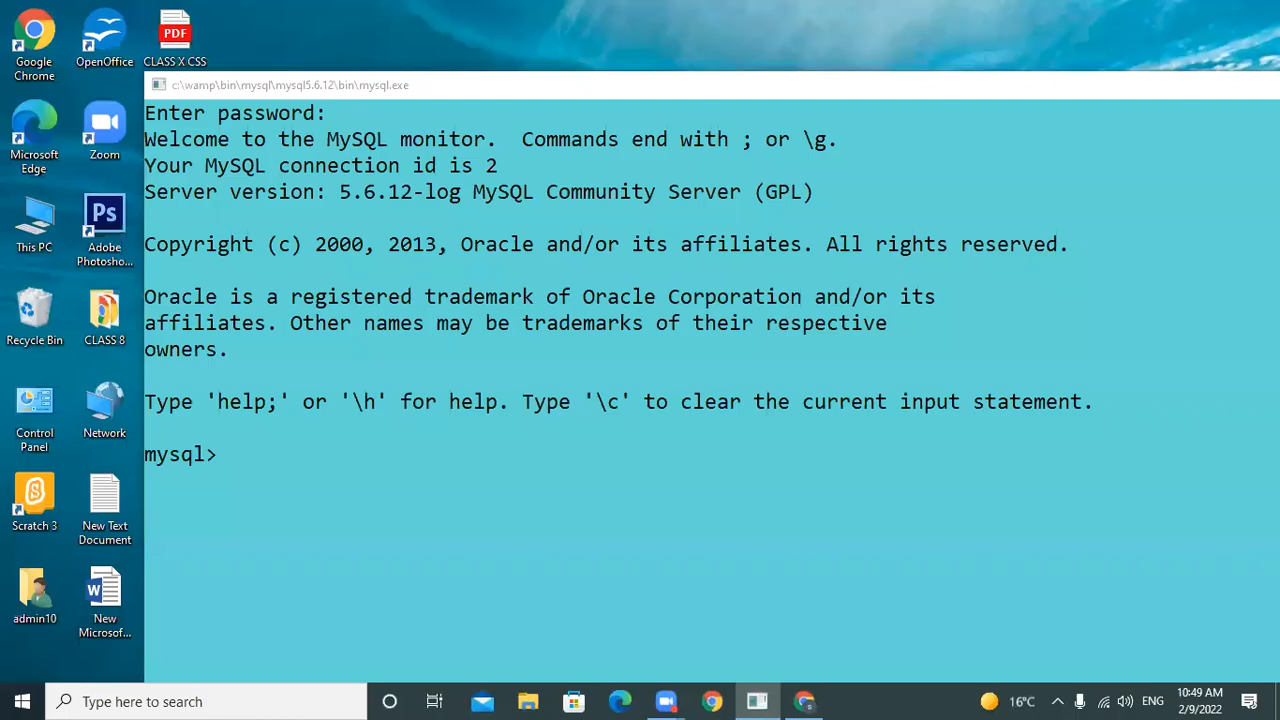 Google
Chrome
OpenOffice
PDF
CLASS X CSS
Microsoft
Edge
Zoom
This PC
Ps
Adobe
Photosho...
Recycle Bin
CLASS 8
Control
Panel
Network
Scratch 3
New Text
Document
admin10
W
New
Microsof...
c:\wamp\bin\mysql\mysql5.6.12\bin\mysql.exe
Enter password:
Welcome to the MySQL monitor.  Commands end with ; or \g.
Your MySQL connection id is 2
Server version: 5.6.12-log MySQL Community Server (GPL)
Copyright (c) 2000, 2013, Oracle and/or its affiliates. All rights reserved.
Oracle is a registered trademark of Oracle Corporation and/or its
affiliates. Other names may be trademarks of their respective
owners.
Type 'help;' or '\h' for help. Type '\c' to clear the current input statement.
mysql>
Type here to search
16°C
ENG
10:49 AM
2/9/2022